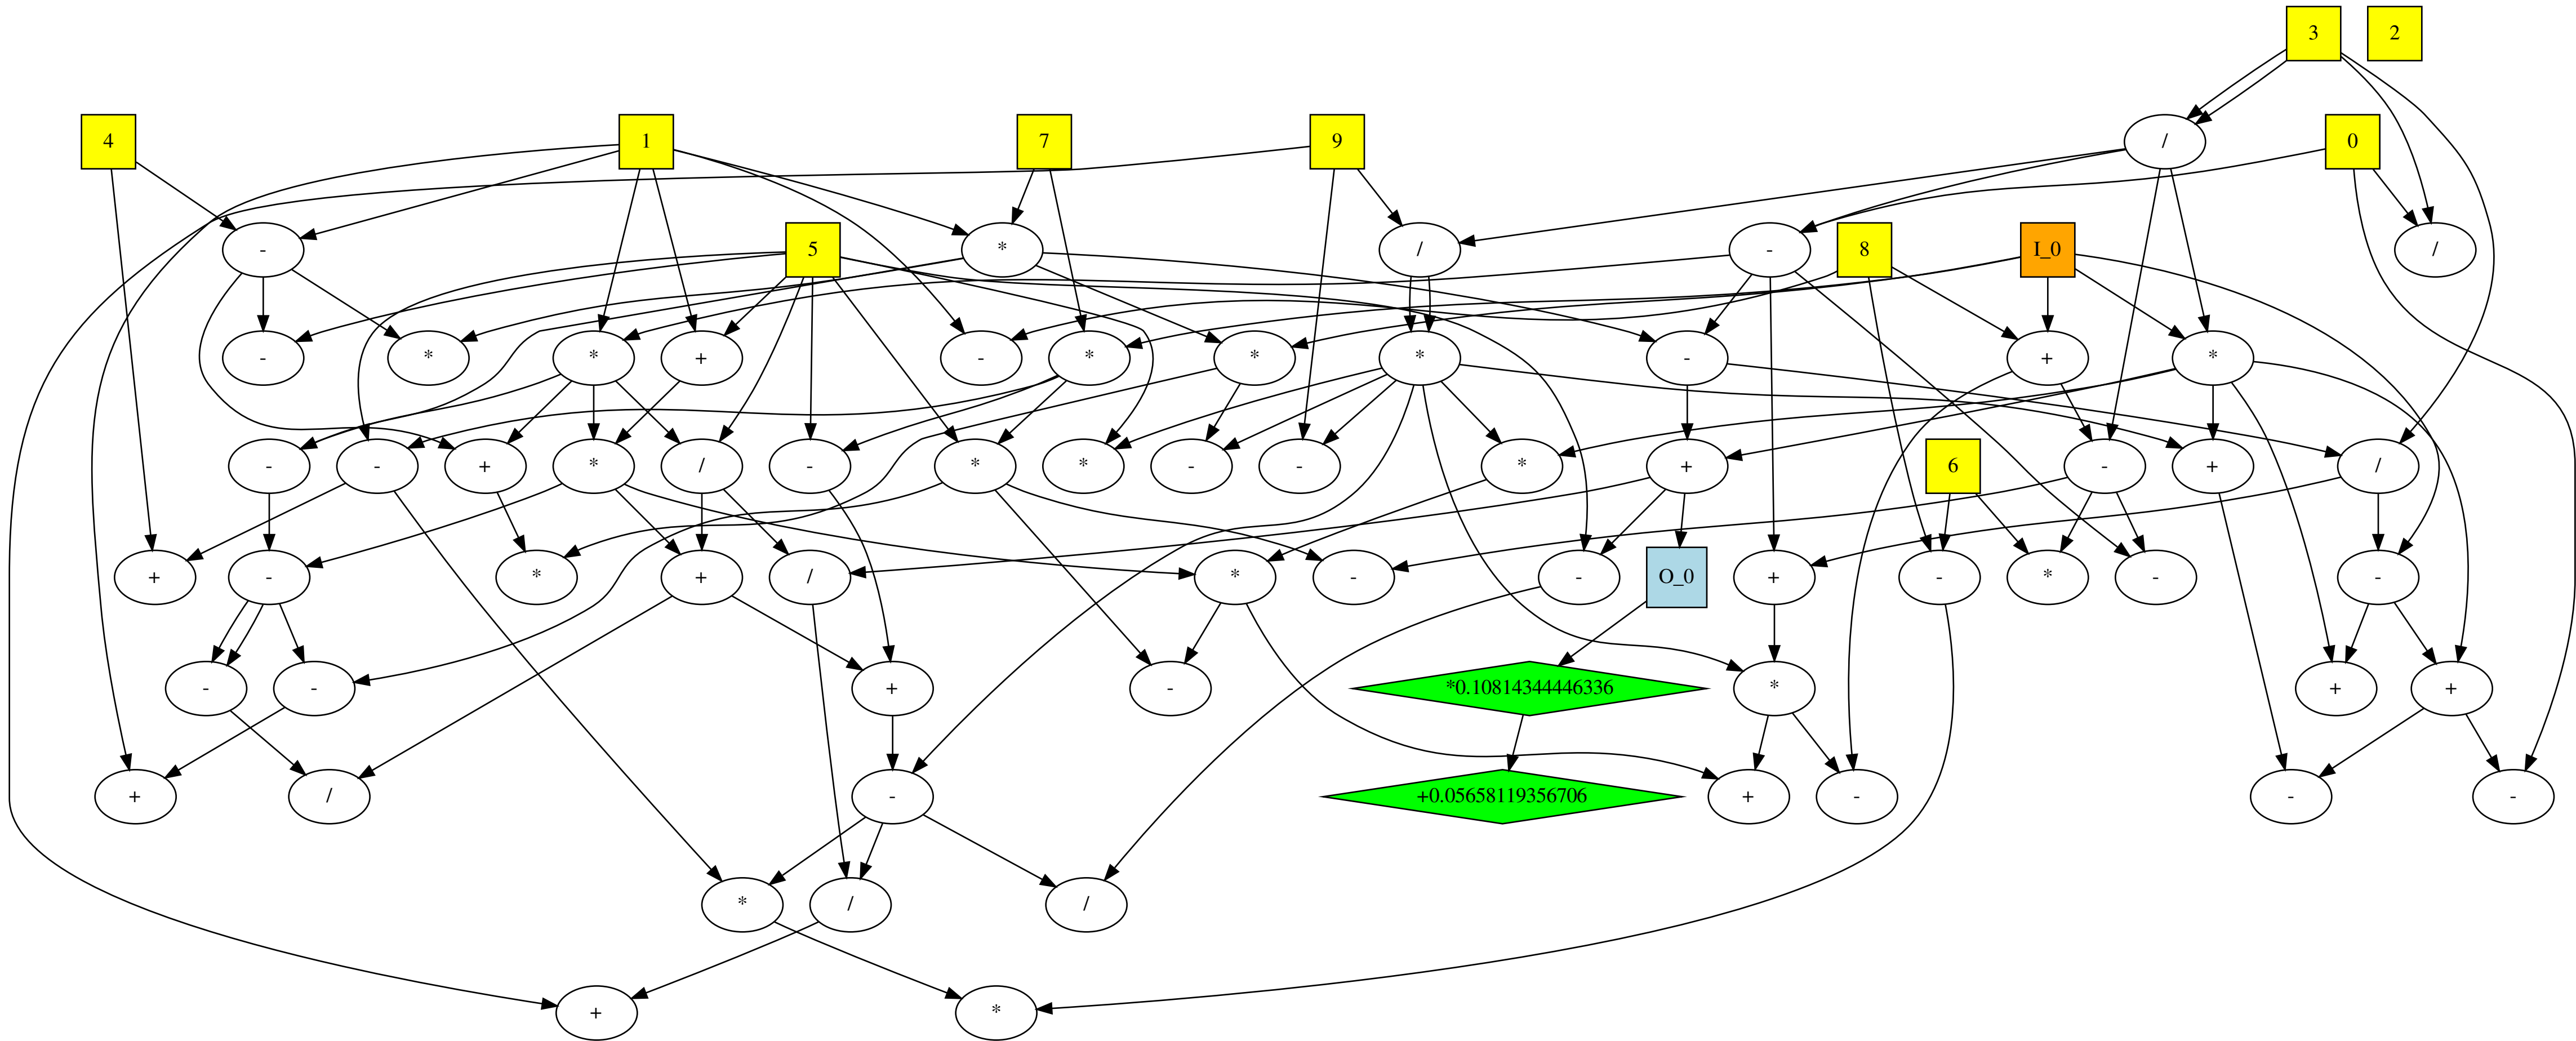 3 2
4 1 7 9 / 0
- 5 * / - 8 I_0 /
- * * + - * * * - + *
- - + * / - * * - - * + 6 - + /
+ - * + / * - - O_0 + - * - -
- - + - *0.10814344446336 * + +
+ / - +0.05658119356706 + - - -
* / /
+ *